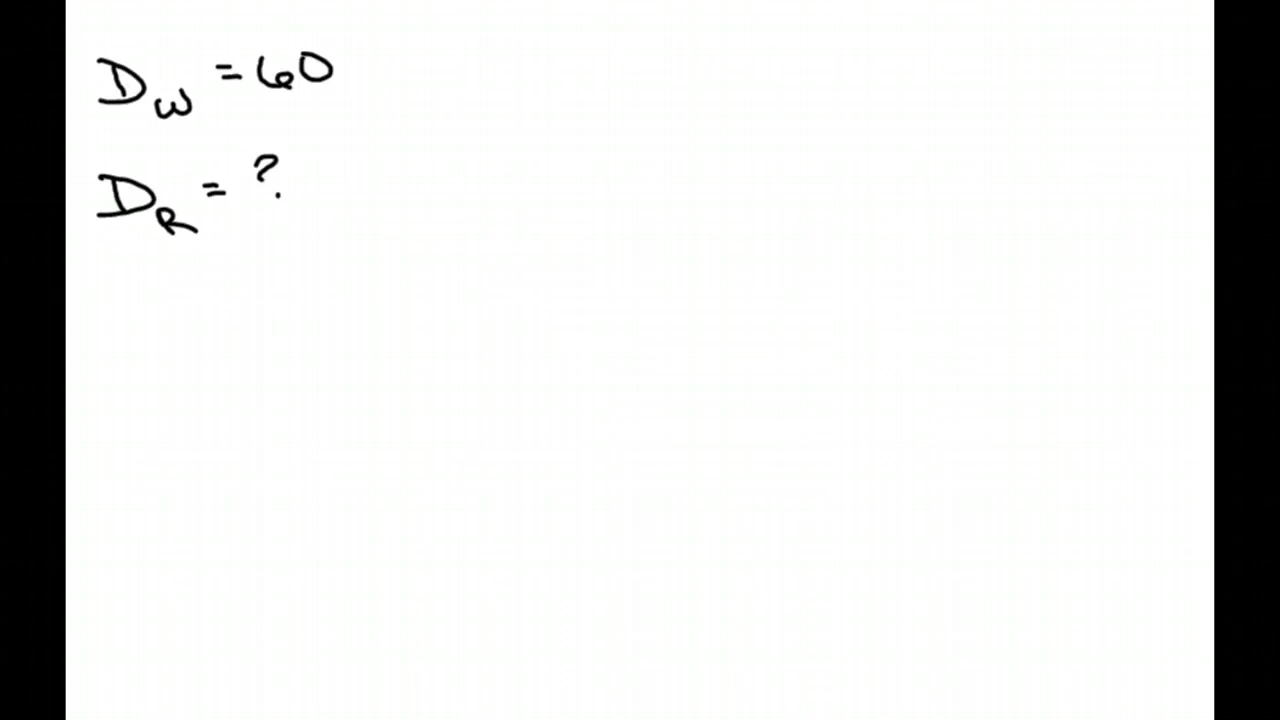 D_W = 60
D_R = ?